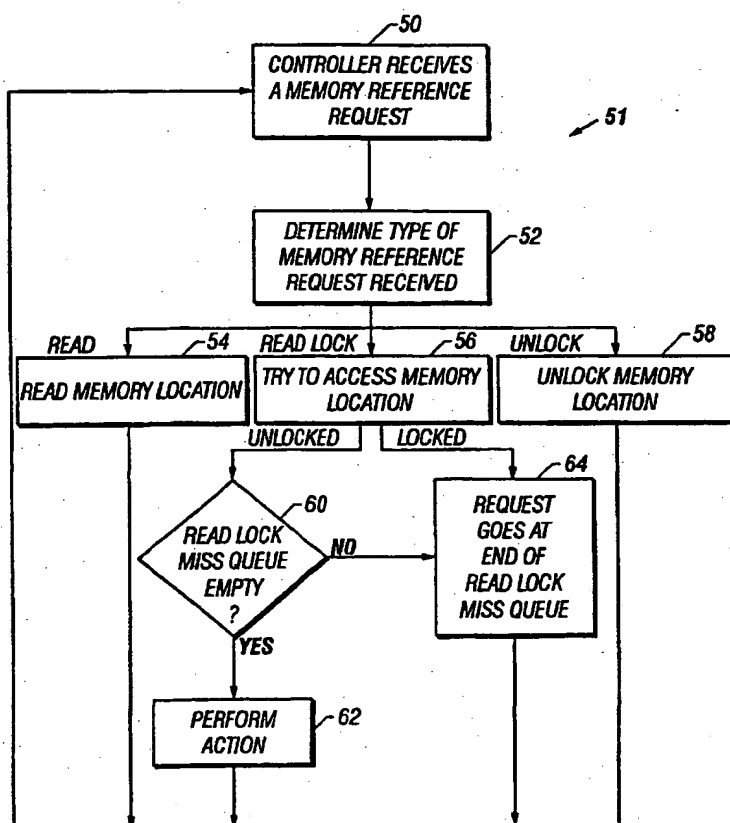 50
CONTROLLER RECEIVES
A MEMORY REFERENCE
REQUEST
51
DETERMINE TYPE OF
MEMORY REFERENCE
REQUEST RECEIVED
52
READ
54
READ LOCK
56
UNLOCK
58
READ MEMORY LOCATION
TRY TO ACCESS MEMORY
LOCATION
UNLOCK MEMORY
LOCATION
UNLOCKED
LOCKED
60
READ LOCK
MISS QUEUE
EMPTY
?
NO
YES
64
REQUEST
GOES AT
END OF
READ LOCK
MISS QUEUE
PERFORM
ACTION
62